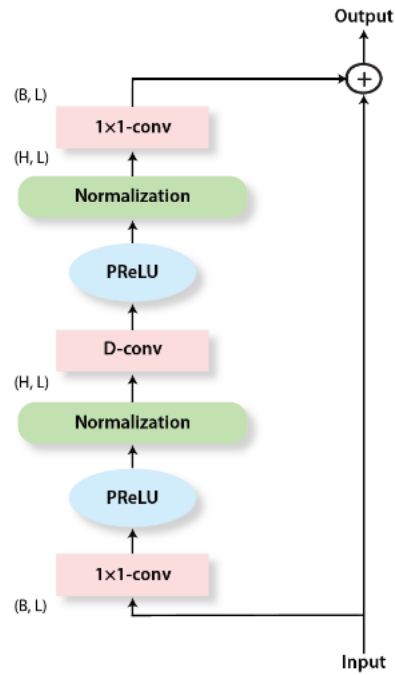 Output
+
(B, L)
1×1-conv
(H, L)
Normalization
PReLU
D-conv
(H, L)
Normalization
PReLU
1×1-conv
(B, L)
Input